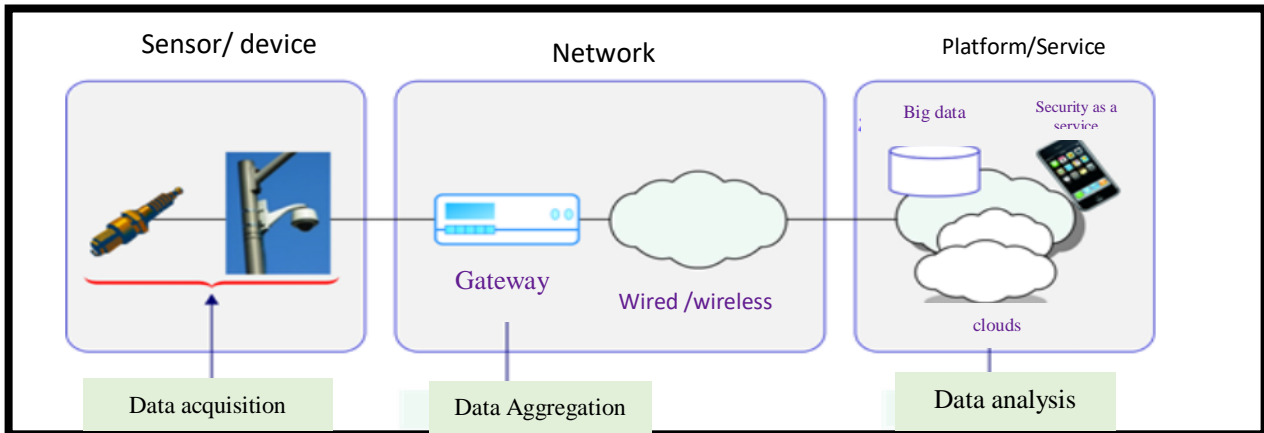 Sensor/ device
Network
Platform/Service
Big data
Security as a
service
Gateway
Wired /wireless
clouds
Data acquisition
Data Aggregation
Data analysis